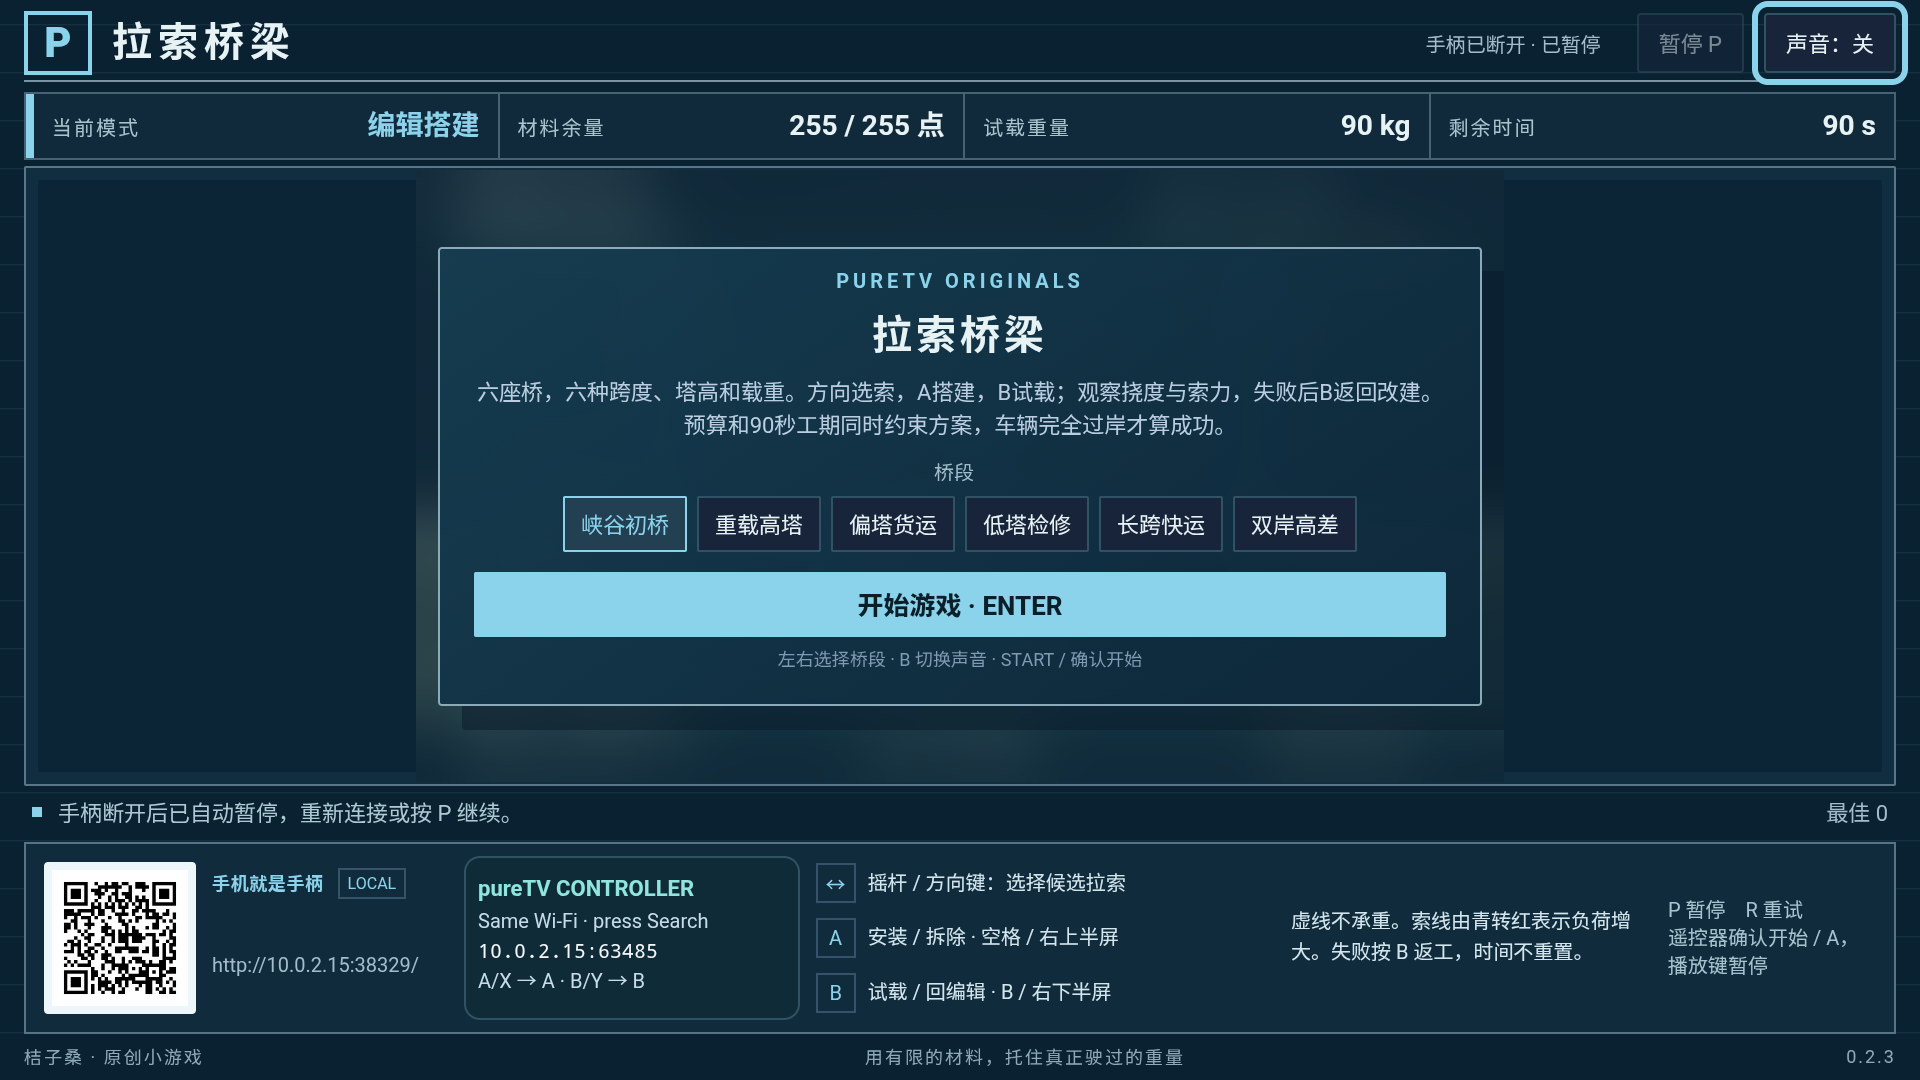 P
拉索桥梁
手柄已断开 · 已暂停
暂停 P
声音：关
当前模式
编辑搭建
材料余量
255 / 255 点
试载重量
90 kg
剩余时间
90 s
PURETV ORIGINALS
拉索桥梁
六座桥，六种跨度、塔高和载重。方向选索，A搭建，B试载；观察挠度与索力，失败后B返回改建。
预算和90秒工期同时约束方案，车辆完全过岸才算成功。
桥段
峡谷初桥
重载高塔
偏塔货运
低塔检修
长跨快运
双岸高差
开始游戏 · ENTER
左右选择桥段 · B 切换声音 · START / 确认开始
手柄断开后已自动暂停，重新连接或按 P 继续。
最佳 0
手机就是手柄
LOCAL
http://10.0.2.15:38329/
pureTV CONTROLLER
Same Wi-Fi · press Search
10.0.2.15:63485
A/X → A · B/Y → B
↔
摇杆 / 方向键：选择候选拉索
A
安装 / 拆除 · 空格 / 右上半屏
B
试载 / 回编辑 · B / 右下半屏
虚线不承重。索线由青转红表示负荷增
大。失败按 B 返工，时间不重置。
P 暂停 R 重试
遥控器确认开始 / A，
播放键暂停
桔子桑 · 原创小游戏
用有限的材料，托住真正驶过的重量
0.2.3